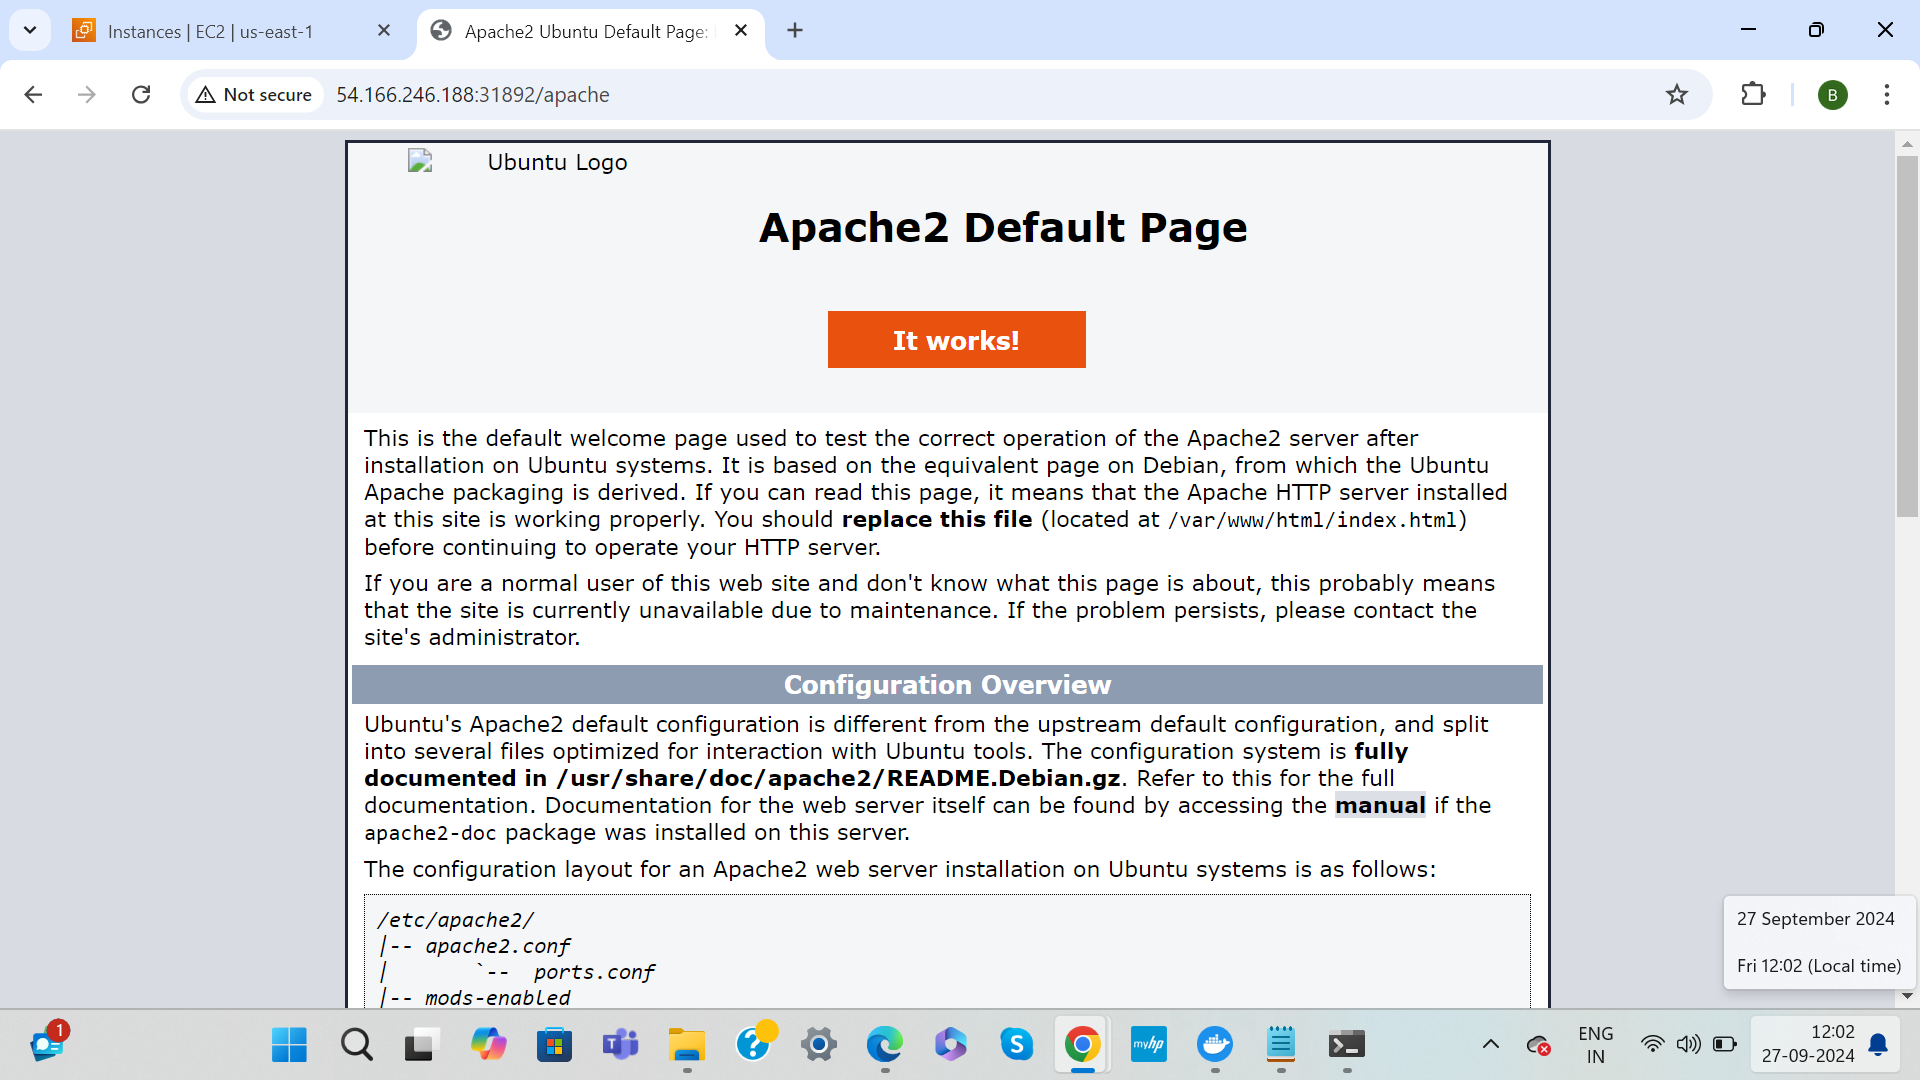 Instances | EC2 | us-east-1
Apache2 Ubuntu Default Page:
Not secure
54.166.246.188:31892/apache
B
Ubuntu Logo
Apache2 Default Page
It works!
This is the default welcome page used to test the correct operation of the Apache2 server after
installation on Ubuntu systems. It is based on the equivalent page on Debian, from which the Ubuntu
Apache packaging is derived. If you can read this page, it means that the Apache HTTP server installed
at this site is working properly. You should replace this file (located at /var/www/html/index.html)
before continuing to operate your HTTP server.
If you are a normal user of this web site and don't know what this page is about, this probably means
that the site is currently unavailable due to maintenance. If the problem persists, please contact the
site's administrator.
Configuration Overview
Ubuntu's Apache2 default configuration is different from the upstream default configuration, and split
into several files optimized for interaction with Ubuntu tools. The configuration system is fully
documented in /usr/share/doc/apache2/README.Debian.gz. Refer to this for the full
documentation. Documentation for the web server itself can be found by accessing the manual if the
apache2-doc package was installed on this server.
The configuration layout for an Apache2 web server installation on Ubuntu systems is as follows:
/etc/apache2/
|-- apache2.conf
|       `--  ports.conf
|-- mods-enabled
27 September 2024
Fri 12:02 (Local time)
1
myhp
ENG
IN
12:02
27-09-2024